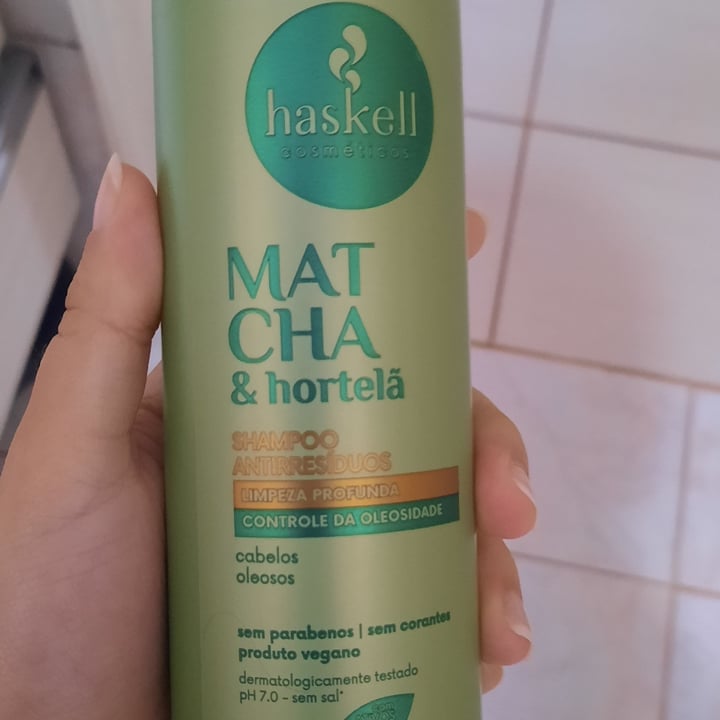 haskell
cosméticos
MAT
CHA
& hortelã
SHAMPOO
ANTIRRESÍDUOS
LIMPEZA PROFUNDA
CONTROLE DA OLEOSIDADE
cabelos
oleosos
sem parabenos | sem corantes
produto vegano
dermatologicamente testado
pH 7.0 - sem sal*
com